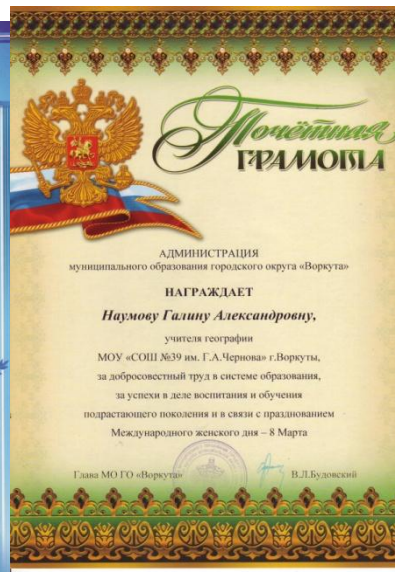 Почётная
ГРАМОТА
АДМИНИСТРАЦИЯ
муниципального образования городского округа «Воркута»
НАГРАЖДАЕТ
Наумову Галину Александровну,
учителя географии
МОУ «СОШ №39 им. Г.А.Чернова» г.Воркуты,
за добросовестный труд в системе образования,
за успехи в деле воспитания и обучения
подрастающего поколения и в связи с празднованием
Международного женского дня – 8 Марта
Глава МО ГО «Воркута» В.Л.Будовский